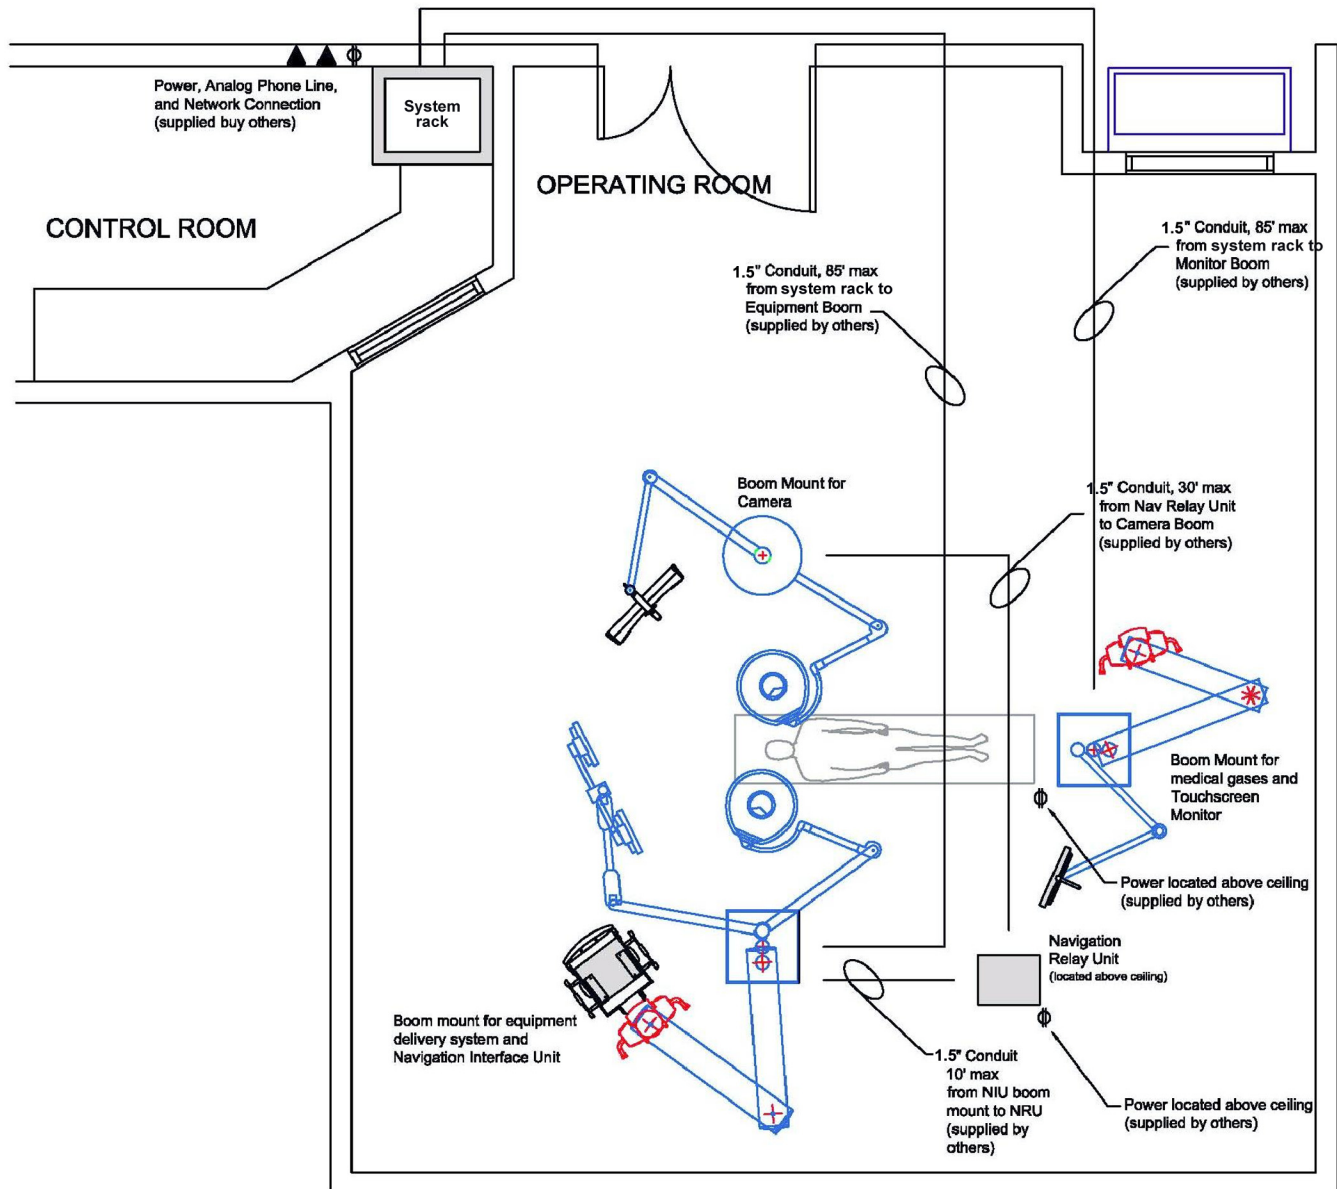 Power, Analog Phone Line,
and Network Connection
(supplied buy others)
System
rack
CONTROL ROOM
OPERATING ROOM
1.5" Conduit, 85' max
from system rack to
Equipment Boom
(supplied by others)
1.5" Conduit, 85' max
from system rack to
Monitor Boom
(supplied by others)
Boom Mount for
Camera
1.5" Conduit, 30' max
from Nav Relay Unit
to Camera Boom
(supplied by others)
Boom Mount for
medical gases and
Touchscreen
Monitor
Power located above ceiling
(supplied by others)
Navigation
Relay Unit
(located above ceiling)
Boom mount for equipment
delivery system and
Navigation Interface Unit
1.5" Conduit
10' max
from NIU boom
mount to NRU
(supplied by
others)
Power located above ceiling
(supplied by others)